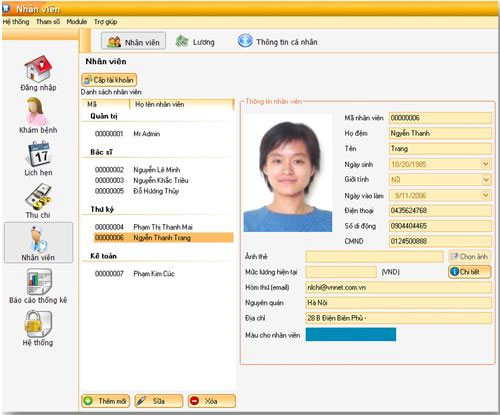 Nhân viên
Hệ thống Tham số Module Trợ giúp
Nhân viên Lương Thông tin cá nhân
Đăng nhập
Khám bệnh
Lịch hẹn
Thu chi
Nhân viên
Báo cáo thống kê
Hệ thống
Nhân viên
Cấp tài khoản
Danh sách nhân viên
Mã Họ tên nhân viên
Quản trị
00000001 Mr Admin
Bác sĩ
00000002 Nguyễn Lê Minh
00000003 Nguyễn Khắc Triều
00000005 Đỗ Hương Thủy
Thư ký
00000004 Phạm Thị Thanh Mai
00000006 Ngyễn Thanh Trang
Kế toán
00000007 Phạm Kim Cúc
Thêm mới Sửa Xóa
Thông tin nhân viên
Mã nhân viên 00000006
Họ đệm Ngyễn Thanh
Tên Trang
Ngày sinh 10/20/1985
Giới tính Nữ
Ngày vào làm 9/11/2006
Điện thoại 0435624768
Số di động 0904404465
CMND 0124500888
Ảnh thẻ Chọn ảnh
Mức lương hiện tại (VND) Chi tiết
Hòm thư (email) nlchi@vnnet.com.vn
Nguyên quán Hà Nội
Địa chỉ 28 B Điện Biên Phủ -
Màu cho nhân viên